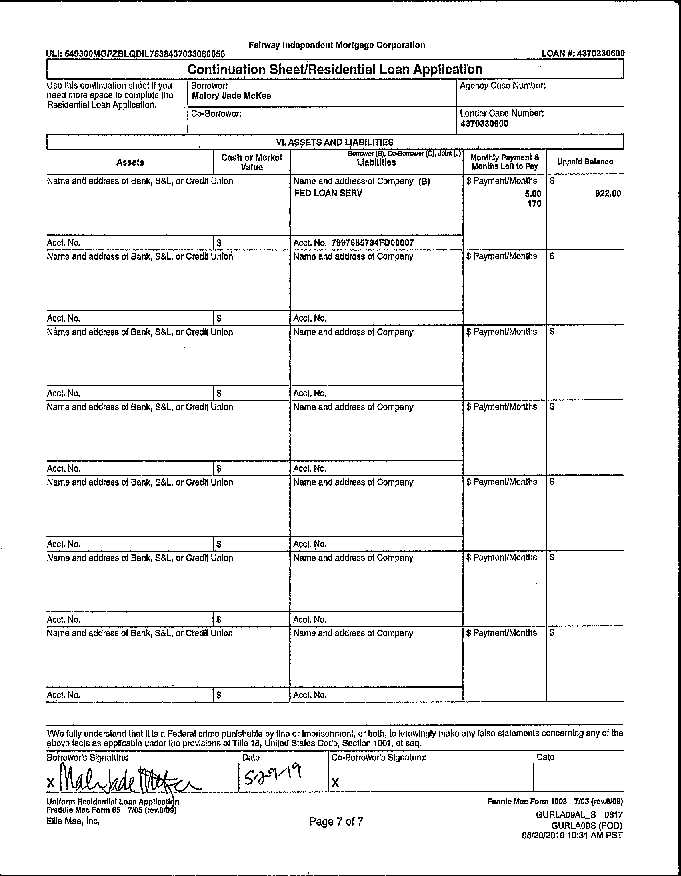 Fairway Independent Mortgage Corporation
LOAN #: 4370330600
Continuation Sheet/Residential Loan Application
Use this continuation sheet if you
need more space to complete the
Residential Loan Application.
Borrower:
Malory Jade McKee
Agency Case Number:
Co-Borrower:
Lender Case Number:
VI. ASSETS AND LIABILITIES
Assets
Cash or Market
Value
Borrower (B), Co-Borrower (C), Joint (J)
Liabilities
Monthly Payment &
Months Left to Pay
Unpaid Balance
Name and address of Bank, S&L, or Credit Union
Name and address of Company (B)
$ Payment/Months
$
FED LOAN SERV
5.00
922.00
170
Acct. No.
$
Acct. No.
Name and address of Bank, S&L, or Credit Union
Name and address of Company
$ Payment/Months
$
Acct. No.
$
Acct. No.
Name and address of Bank, S&L, or Credit Union
Name and address of Company
$ Payment/Months
$
Acct. No.
$
Acct. No.
Name and address of Bank, S&L, or Credit Union
Name and address of Company
$ Payment/Months
$
Acct. No.
$
Acct. No.
Name and address of Bank, S&L, or Credit Union
Name and address of Company
$ Payment/Months
$
Acct. No.
$
Acct. No.
Name and address of Bank, S&L, or Credit Union
Name and address of Company
$ Payment/Months
$
Acct. No.
$
Acct. No.
Name and address of Bank, S&L, or Credit Union
Name and address of Company
$ Payment/Months
$
Acct. No.
$
Acct. No.
I/We fully understand that it is a Federal crime punishable by fine or imprisonment, or both, to knowingly make any false statements concerning any of the
above facts as applicable under the provisions of Title 18, United States Code, Section 1001, et seq.
Borrower's Signature
Date
Co-Borrower's Signature
Date
X
5-29-19
X
Uniform Residential Loan Application
Freddie Mac Form 65 7/05 (rev.6/09)
Fannie Mae Form 1003 7/05 (rev.6/09)
Ellie Mae, Inc.
Page 7 of 7
GURLA09AL_S 0817
GURLA09S (POD)
10:31 AM PST